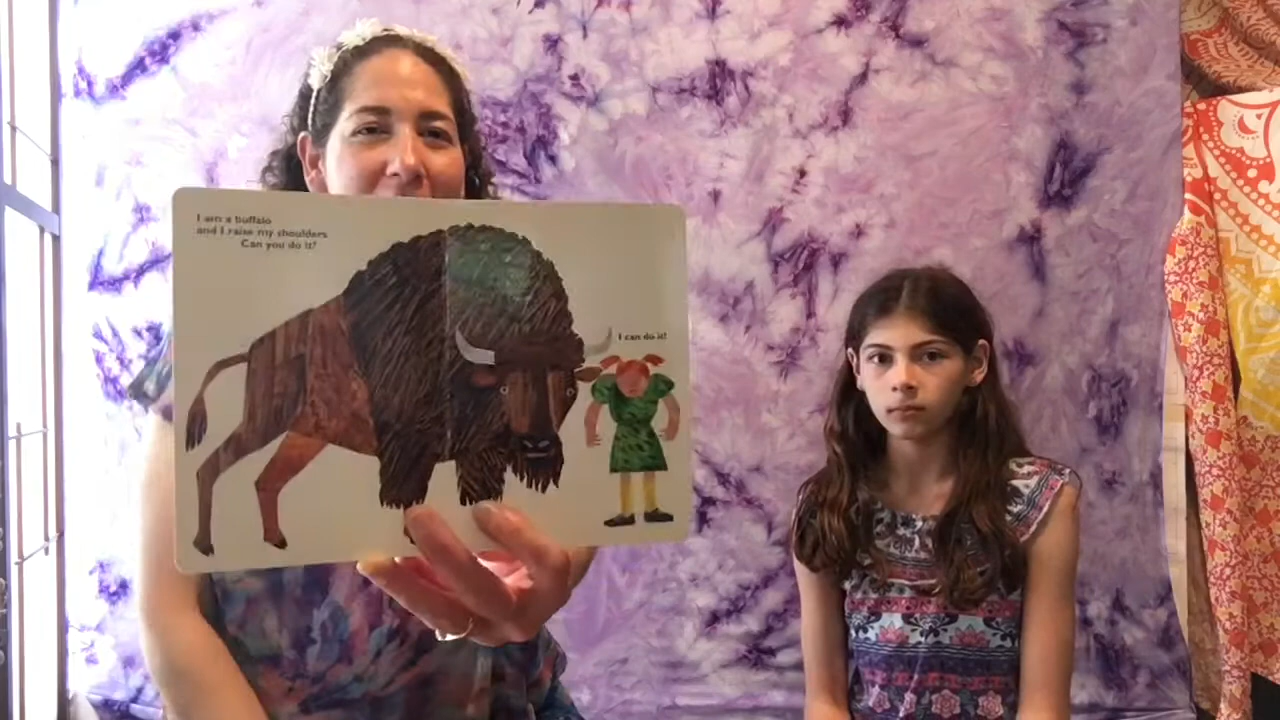 I am a buffalo
and I raise my shoulders.
Can you do it?
I can do it!